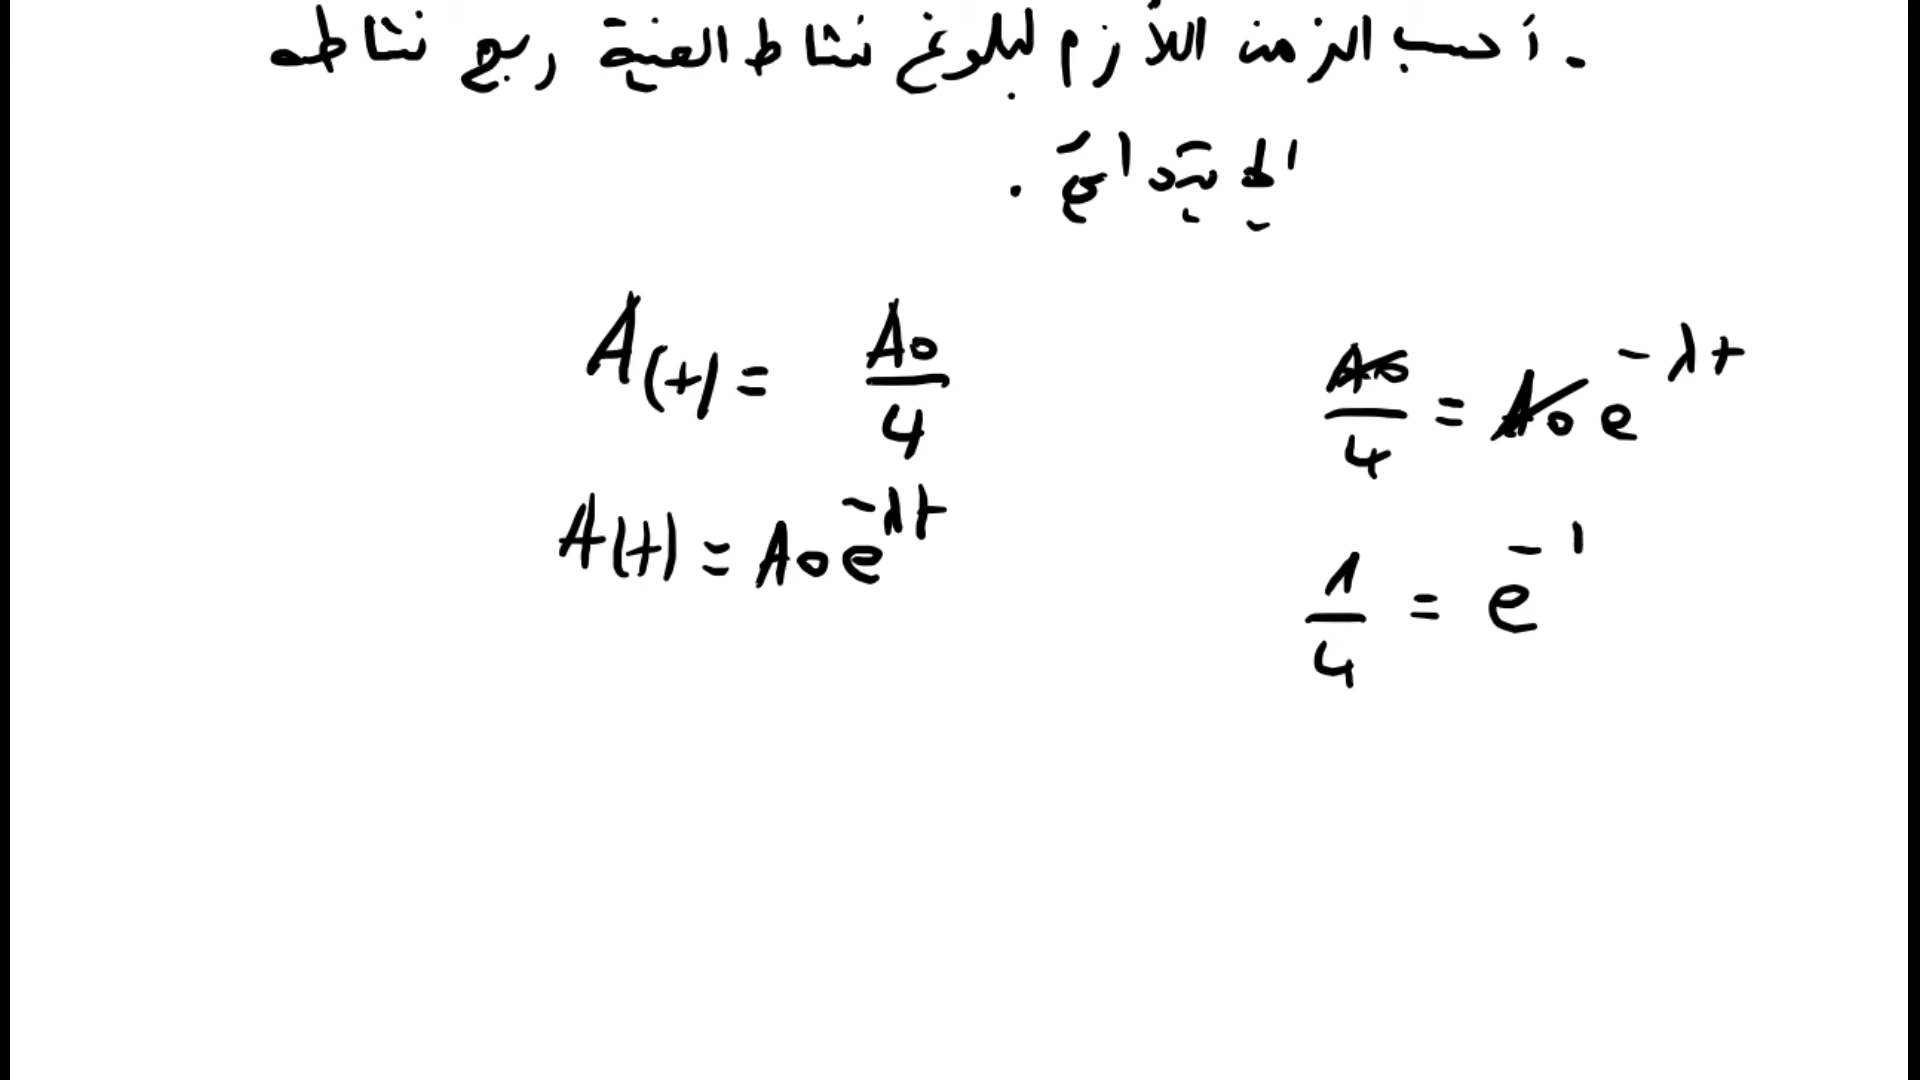 . أحسب الزمن اللازم لبلوغ نشاط العينة ربع نشاطه
الإبتدائي .
A(t) = A0/4
A0/4 = A0 e^-λt
A(t) = A0 e^-λt
1/4 = e^-1